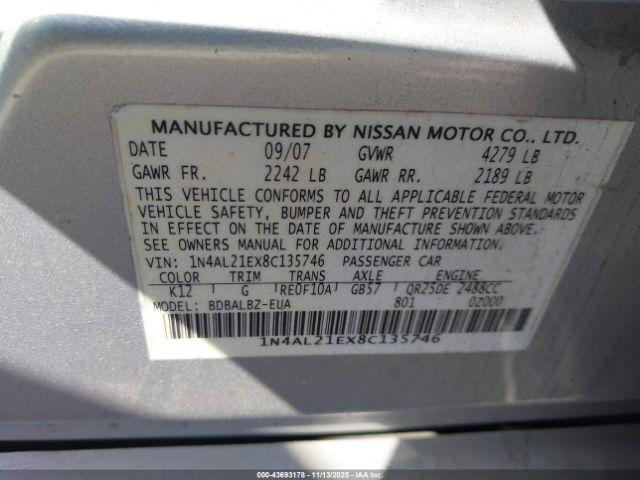 MANUFACTURED BY NISSAN MOTOR CO., LTD.
DATE 09/07 GVWR 4279 LB
GAWR FR. 2242 LB GAWR RR. 2189 LB
THIS VEHICLE CONFORMS TO ALL APPLICABLE FEDERAL MOTOR
VEHICLE SAFETY, BUMPER AND THEFT PREVENTION STANDARDS
IN EFFECT ON THE DATE OF MANUFACTURE SHOWN ABOVE.
SEE OWNERS MANUAL FOR ADDITIONAL INFORMATION.
VIN: 1N4AL21EX8C135746 PASSENGER CAR
COLOR TRIM TRANS AXLE ENGINE
K12 G RE0F10A GB57 QR25DE 2488CC
MODEL: BDBALBZ-EUA 801 0Z000
1N4AL21EX8C135746
000-43693178 - 11/13/2025 - IAAI.COM